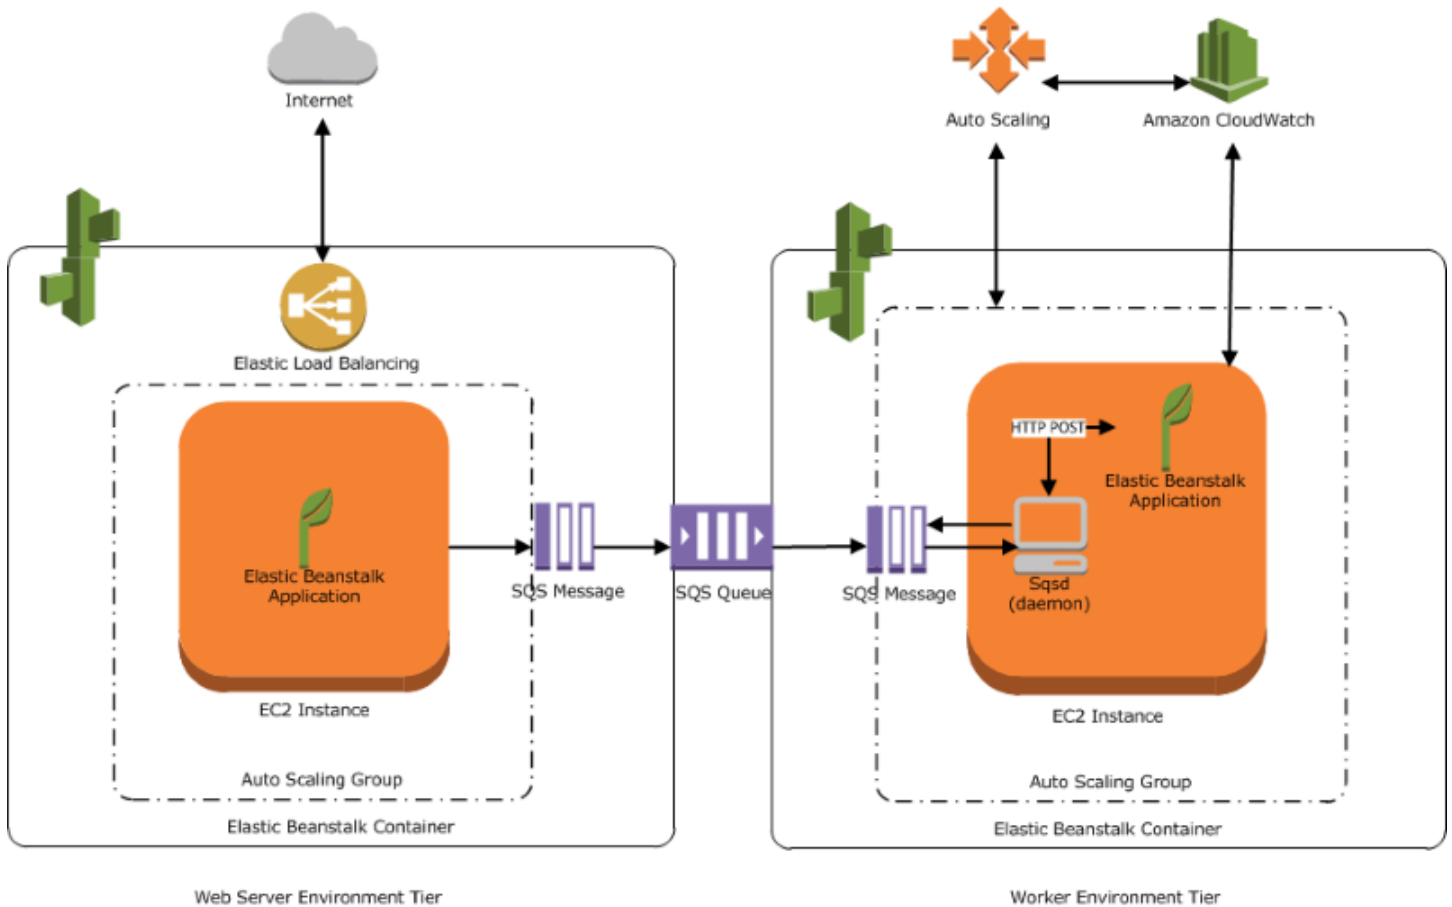 Internet
Auto Scaling
Amazon CloudWatch
Elastic Load Balancing
Elastic Beanstalk
Application
EC2 Instance
Auto Scaling Group
Elastic Beanstalk Container
Web Server Environment Tier
SQS Message
SQS Queue
SQS Message
HTTP POST
Elastic Beanstalk
Application
Sqsd
(daemon)
EC2 Instance
Auto Scaling Group
Elastic Beanstalk Container
Worker Environment Tier